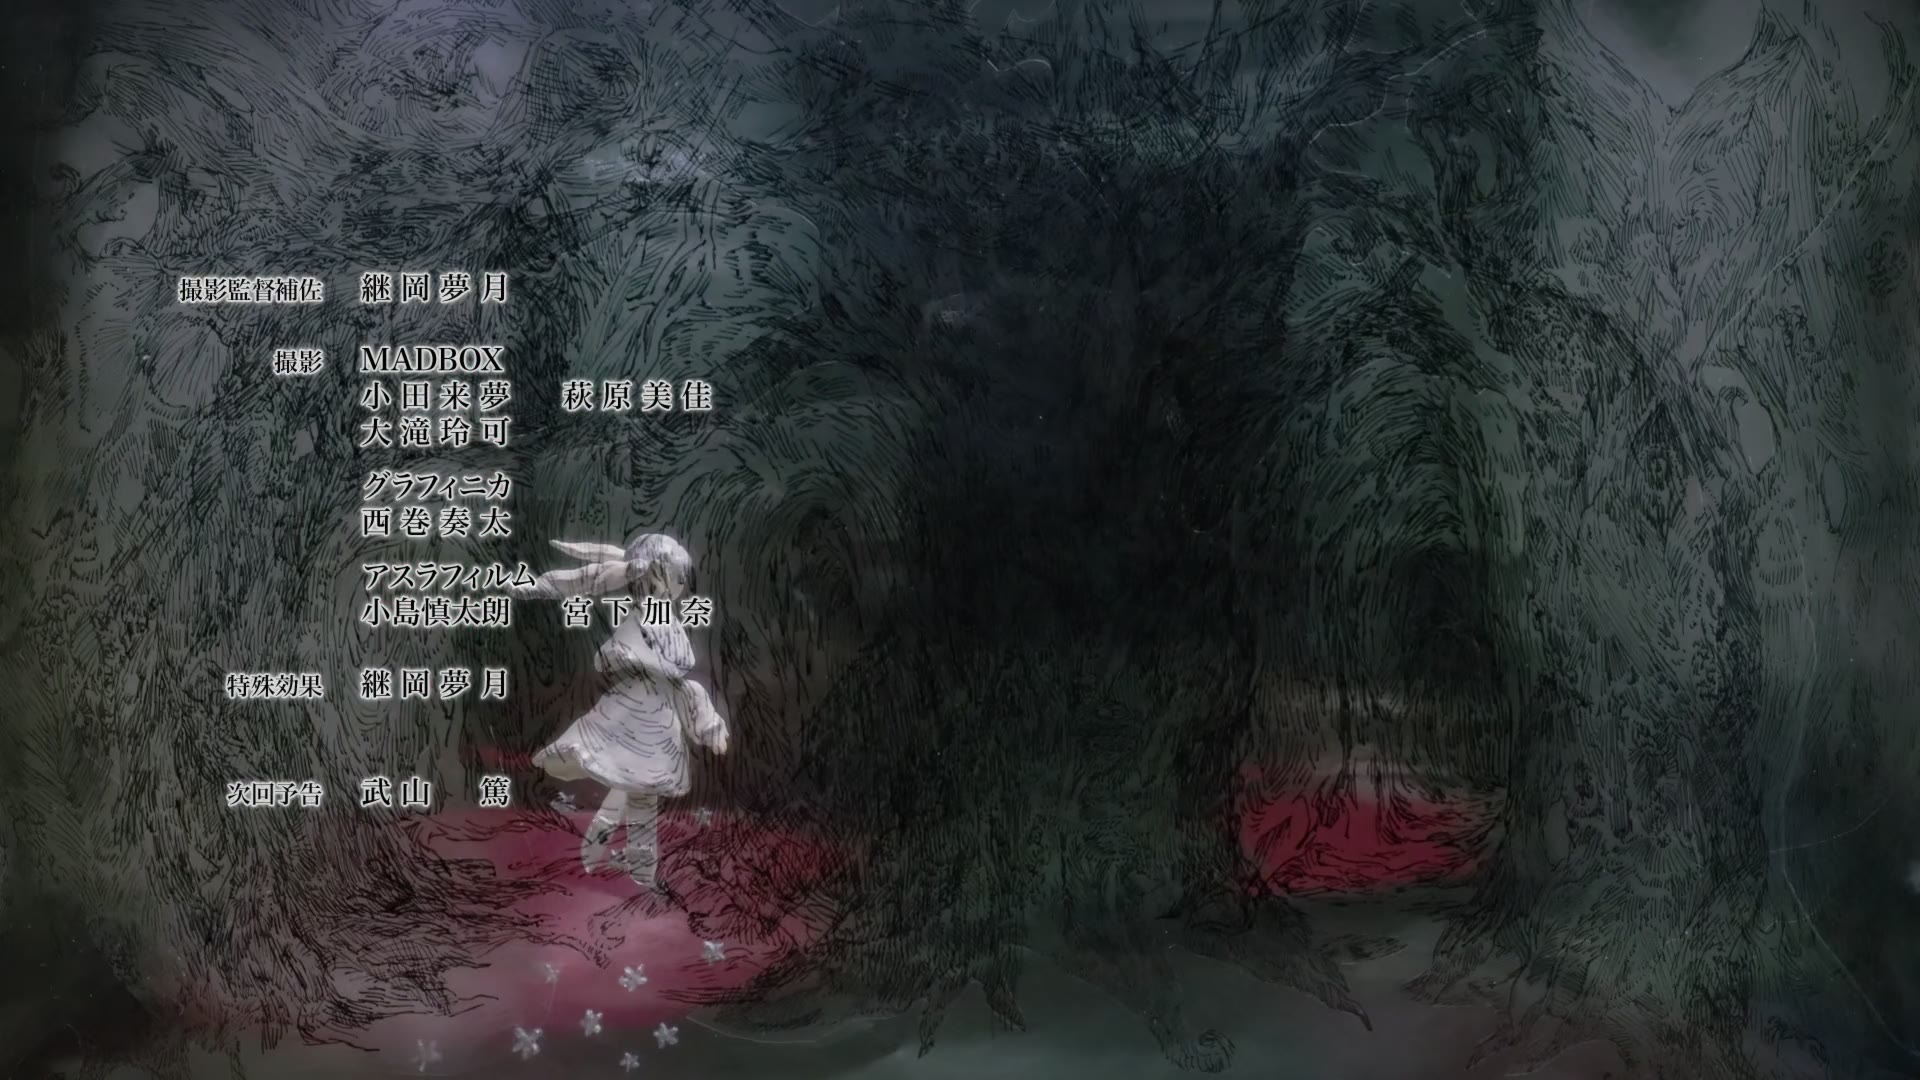 撮影監督補佐 継岡夢月
撮影 MADBOX
小田来夢 萩原美佳
大滝玲可
グラフィニカ
西巻奏太
アスラフィルム
小島慎太朗 宮下加奈
特殊効果 継岡夢月
次回予告 武山 篤